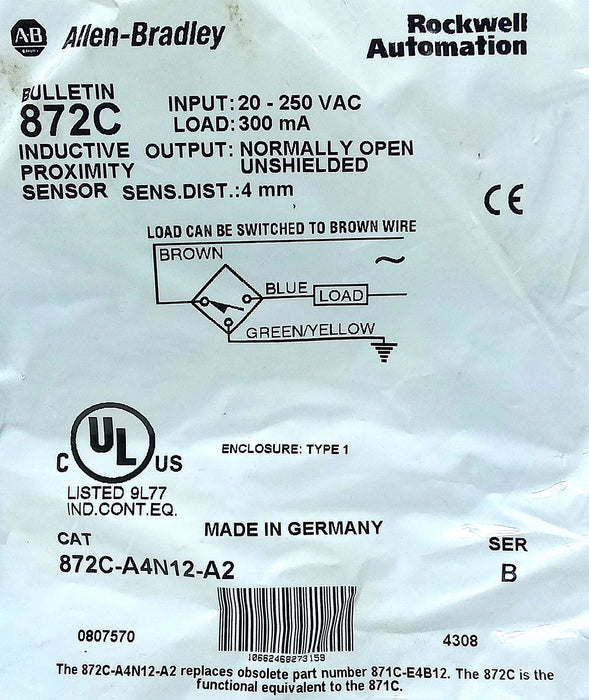 AB Allen-Bradley
Rockwell
Automation
BULLETIN
872C
INDUCTIVE
PROXIMITY
SENSOR
INPUT: 20 - 250 VAC
LOAD: 300 mA
OUTPUT: NORMALLY OPEN
UNSHIELDED
SENS.DIST.: 4 mm
CE
LOAD CAN BE SWITCHED TO BROWN WIRE
BROWN
~
BLUE LOAD
GREEN/YELLOW
C UL US
LISTED 9L77
IND.CONT.EQ.
ENCLOSURE: TYPE 1
MADE IN GERMANY
CAT
872C-A4N12-A2
SER
B
0807570
10662468273159
4308
The 872C-A4N12-A2 replaces obsolete part number 871C-E4B12. The 872C is the
functional equivalent to the 871C.